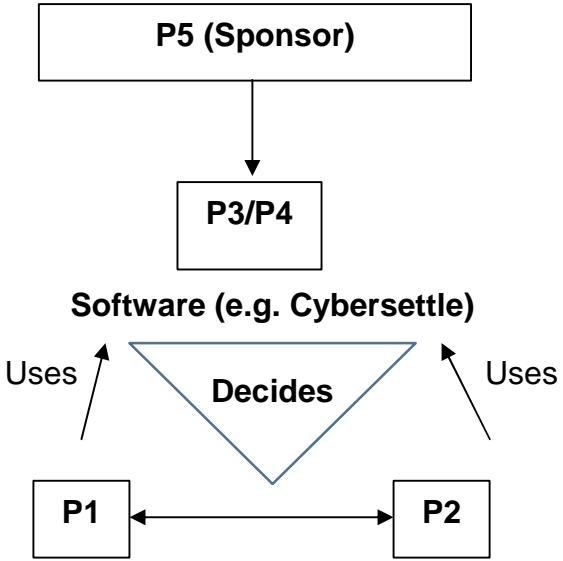 P5 (Sponsor)
P3/P4
Software (e.g. Cybersettle)
Uses
Decides
Uses
P1
P2